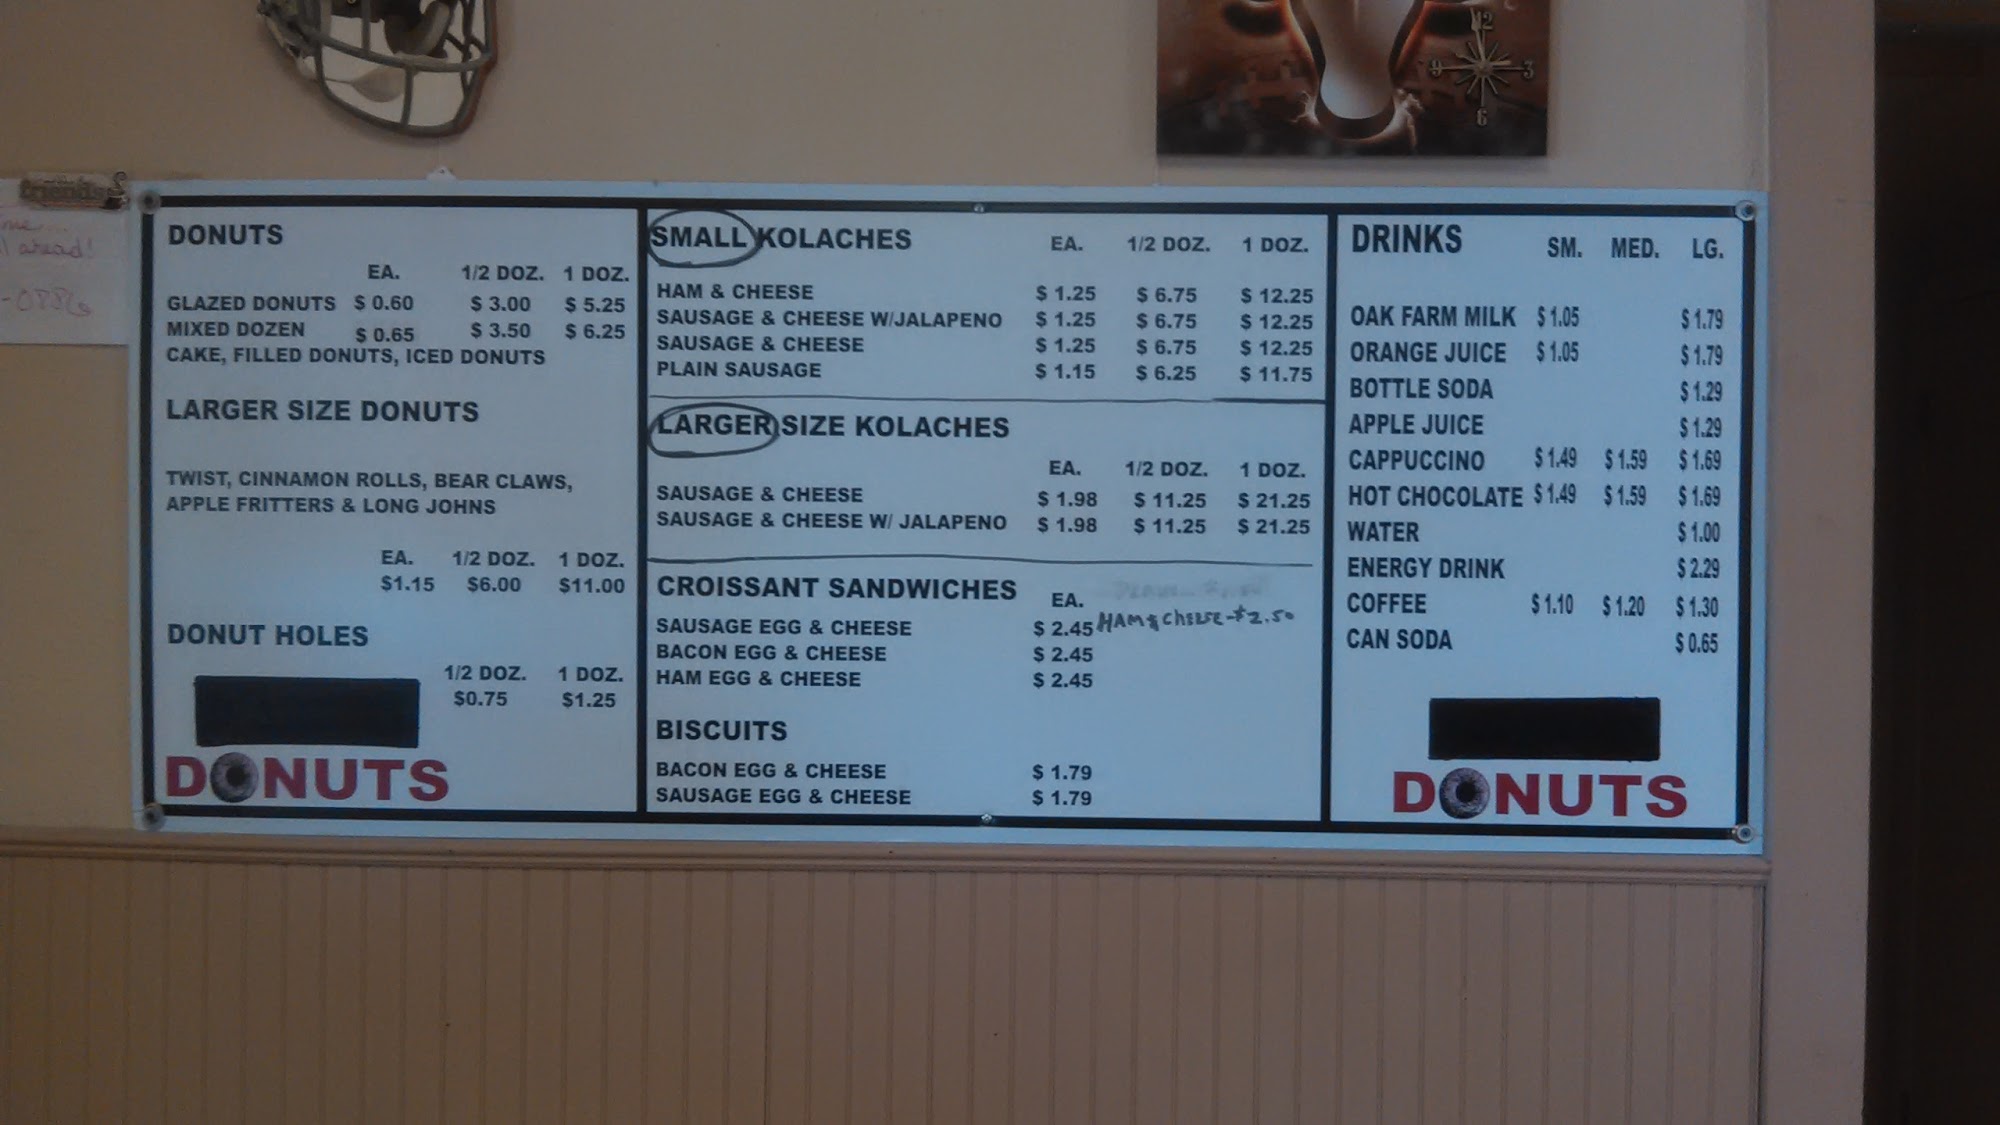 12
9 3
6
friends
me...
ahead!
-0886
DONUTS
EA. 1/2 DOZ. 1 DOZ.
GLAZED DONUTS $ 0.60 $ 3.00 $ 5.25
MIXED DOZEN $ 0.65 $ 3.50 $ 6.25
CAKE, FILLED DONUTS, ICED DONUTS
LARGER SIZE DONUTS
TWIST, CINNAMON ROLLS, BEAR CLAWS,
APPLE FRITTERS & LONG JOHNS
EA. 1/2 DOZ. 1 DOZ.
$1.15 $6.00 $11.00
DONUT HOLES
1/2 DOZ. 1 DOZ.
$0.75 $1.25
DONUTS
SMALL KOLACHES EA. 1/2 DOZ. 1 DOZ.
HAM & CHEESE $ 1.25 $ 6.75 $ 12.25
SAUSAGE & CHEESE W/JALAPENO $ 1.25 $ 6.75 $ 12.25
SAUSAGE & CHEESE $ 1.25 $ 6.75 $ 12.25
PLAIN SAUSAGE $ 1.15 $ 6.25 $ 11.75
LARGER SIZE KOLACHES
EA. 1/2 DOZ. 1 DOZ.
SAUSAGE & CHEESE $ 1.98 $ 11.25 $ 21.25
SAUSAGE & CHEESE W/ JALAPENO $ 1.98 $ 11.25 $ 21.25
CROISSANT SANDWICHES EA.
SAUSAGE EGG & CHEESE $ 2.45 HAM & CHEESE - $2.50
BACON EGG & CHEESE $ 2.45
HAM EGG & CHEESE $ 2.45
BISCUITS
BACON EGG & CHEESE $ 1.79
SAUSAGE EGG & CHEESE $ 1.79
DRINKS SM. MED. LG.
OAK FARM MILK $ 1.05 $ 1.79
ORANGE JUICE $ 1.05 $ 1.79
BOTTLE SODA $ 1.29
APPLE JUICE $ 1.29
CAPPUCCINO $ 1.49 $ 1.59 $ 1.69
HOT CHOCOLATE $ 1.49 $ 1.59 $ 1.69
WATER $ 1.00
ENERGY DRINK $ 2.29
COFFEE $ 1.10 $ 1.20 $ 1.30
CAN SODA $ 0.65
DONUTS